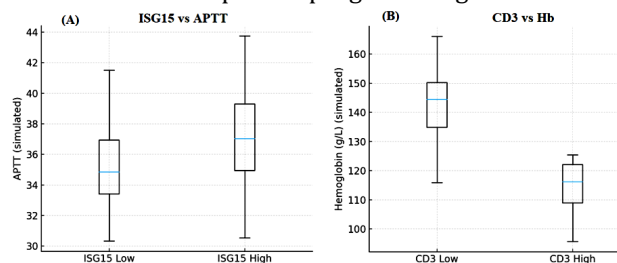 (A) ISG15 vs APTT
44
42
40
38
36
34
32
30
APTT (simulated)
ISG15 Low ISG15 High
(B) CD3 vs Hb
160
150
140
130
120
110
100
Hemoglobin (g/L) (simulated)
CD3 Low CD3 High